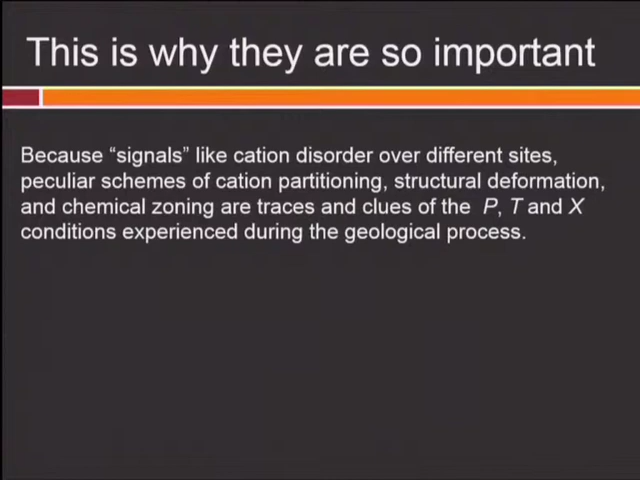 This is why they are so important
Because “signals” like cation disorder over different sites,
peculiar schemes of cation partitioning, structural deformation,
and chemical zoning are traces and clues of the P, T and X
conditions experienced during the geological process.